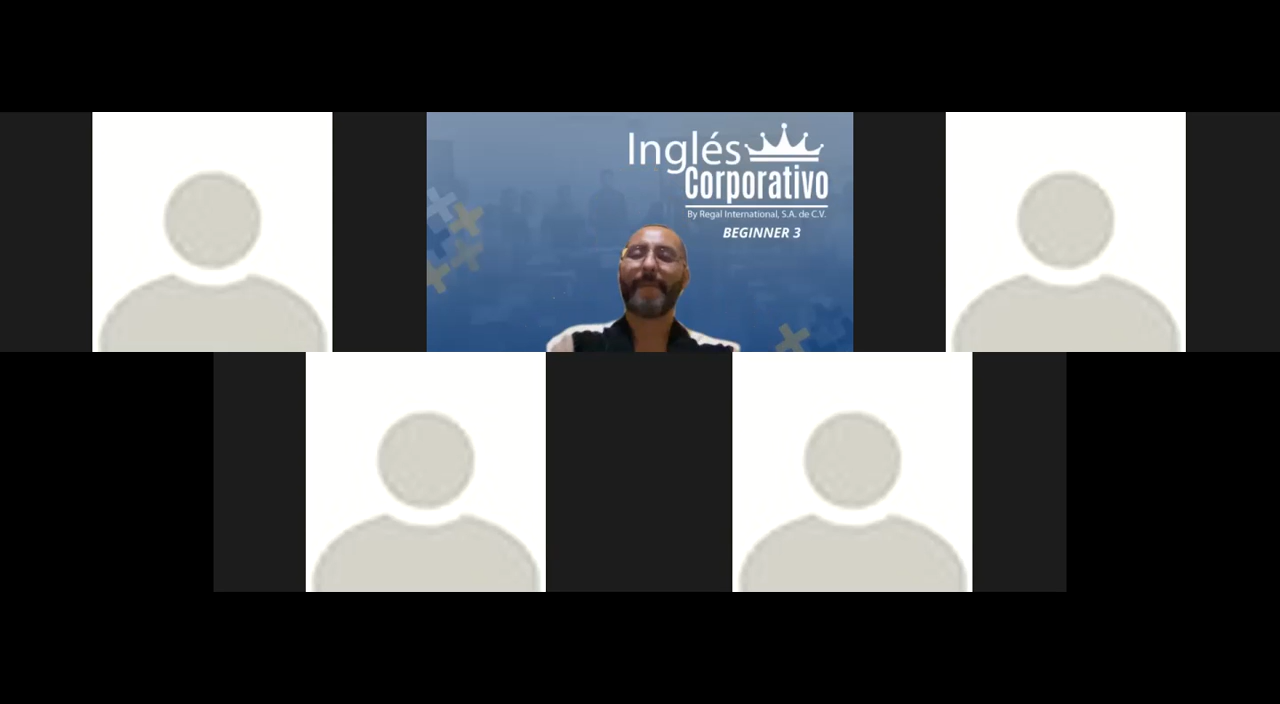 Inglés
Corporativo
By Regal International, S.A. de C.V.
BEGINNER 3